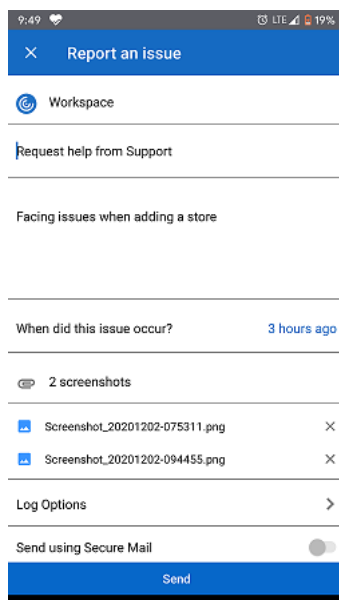 9:49 LTE 19%
Report an issue
Workspace
Request help from Support
Facing issues when adding a store
When did this issue occur? 3 hours ago
2 screenshots
Screenshot_20201202-075311.png
Screenshot_20201202-094455.png
Log Options
Send using Secure Mail
Send